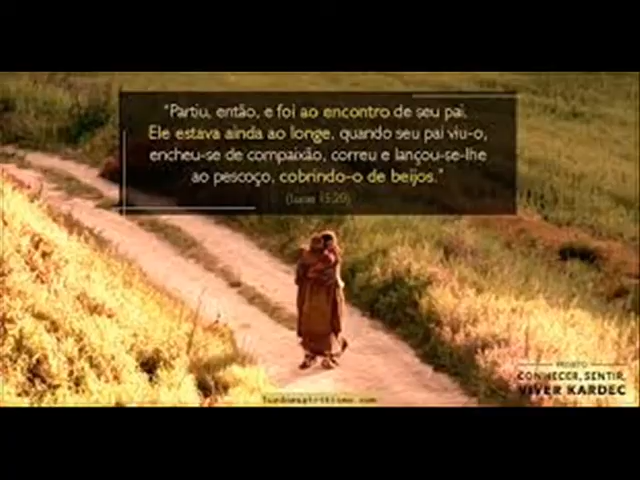 "Partiu, então, e foi ao encontro de seu pai.
Ele estava ainda ao longe, quando seu pai viu-o,
encheu-se de compaixão, correu e lançou-se-lhe
ao pescoço, cobrindo-o de beijos."
(Lucas 15:20)
PROJETO
CONHECER, SENTIR,
VIVER KARDEC